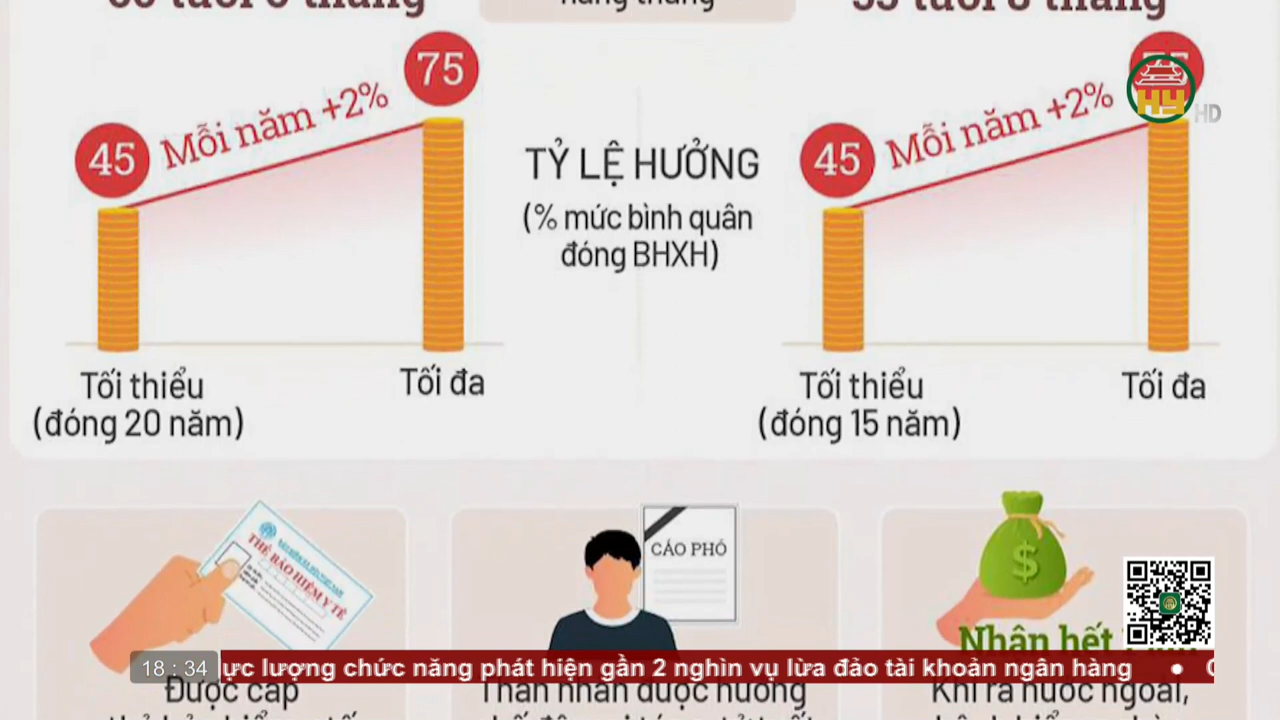 75
Mỗi năm +2%
45
Tối thiểu
(đóng 20 năm)
Tối đa
TỶ LỆ HƯỞNG
(% mức bình quân
đóng BHXH)
HY HD
Mỗi năm +2%
45
Tối thiểu
(đóng 15 năm)
Tối đa
THẺ BẢO HIỂM Y TẾ
CÁO PHÓ
$
Nhận hết
18 : 34
lượng chức năng phát hiện gần 2 nghìn vụ lừa đảo tài khoản ngân hàng •
Được cấp
Thân nhân được hưởng
Khi ra nước ngoài,